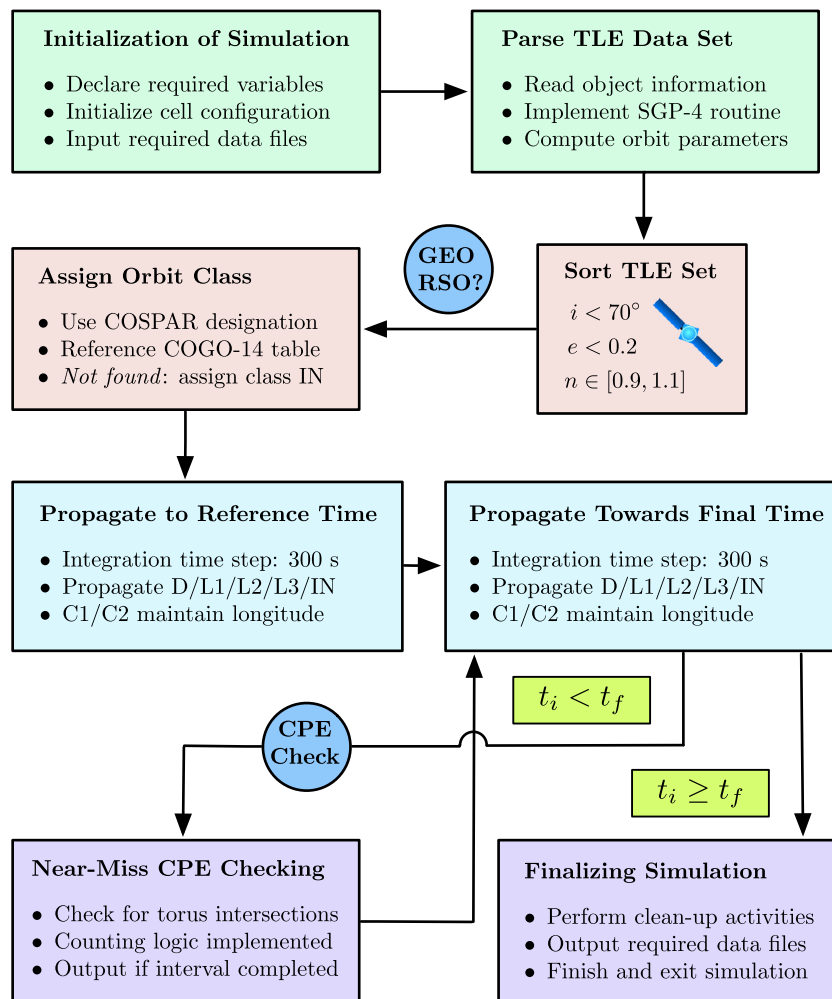 Initialization of Simulation
• Declare required variables
• Initialize cell configuration
• Input required data files
Parse TLE Data Set
• Read object information
• Implement SGP-4 routine
• Compute orbit parameters
Sort TLE Set
i < 70°
e < 0.2
n ∈ [0.9, 1.1]
GEO
RSO?
Assign Orbit Class
• Use COSPAR designation
• Reference COGO-14 table
• Not found: assign class IN
Propagate to Reference Time
• Integration time step: 300 s
• Propagate D/L1/L2/L3/IN
• C1/C2 maintain longitude
Propagate Towards Final Time
• Integration time step: 300 s
• Propagate D/L1/L2/L3/IN
• C1/C2 maintain longitude
t_i < t_f
CPE
Check
t_i ≥ t_f
Near-Miss CPE Checking
• Check for torus intersections
• Counting logic implemented
• Output if interval completed
Finalizing Simulation
• Perform clean-up activities
• Output required data files
• Finish and exit simulation